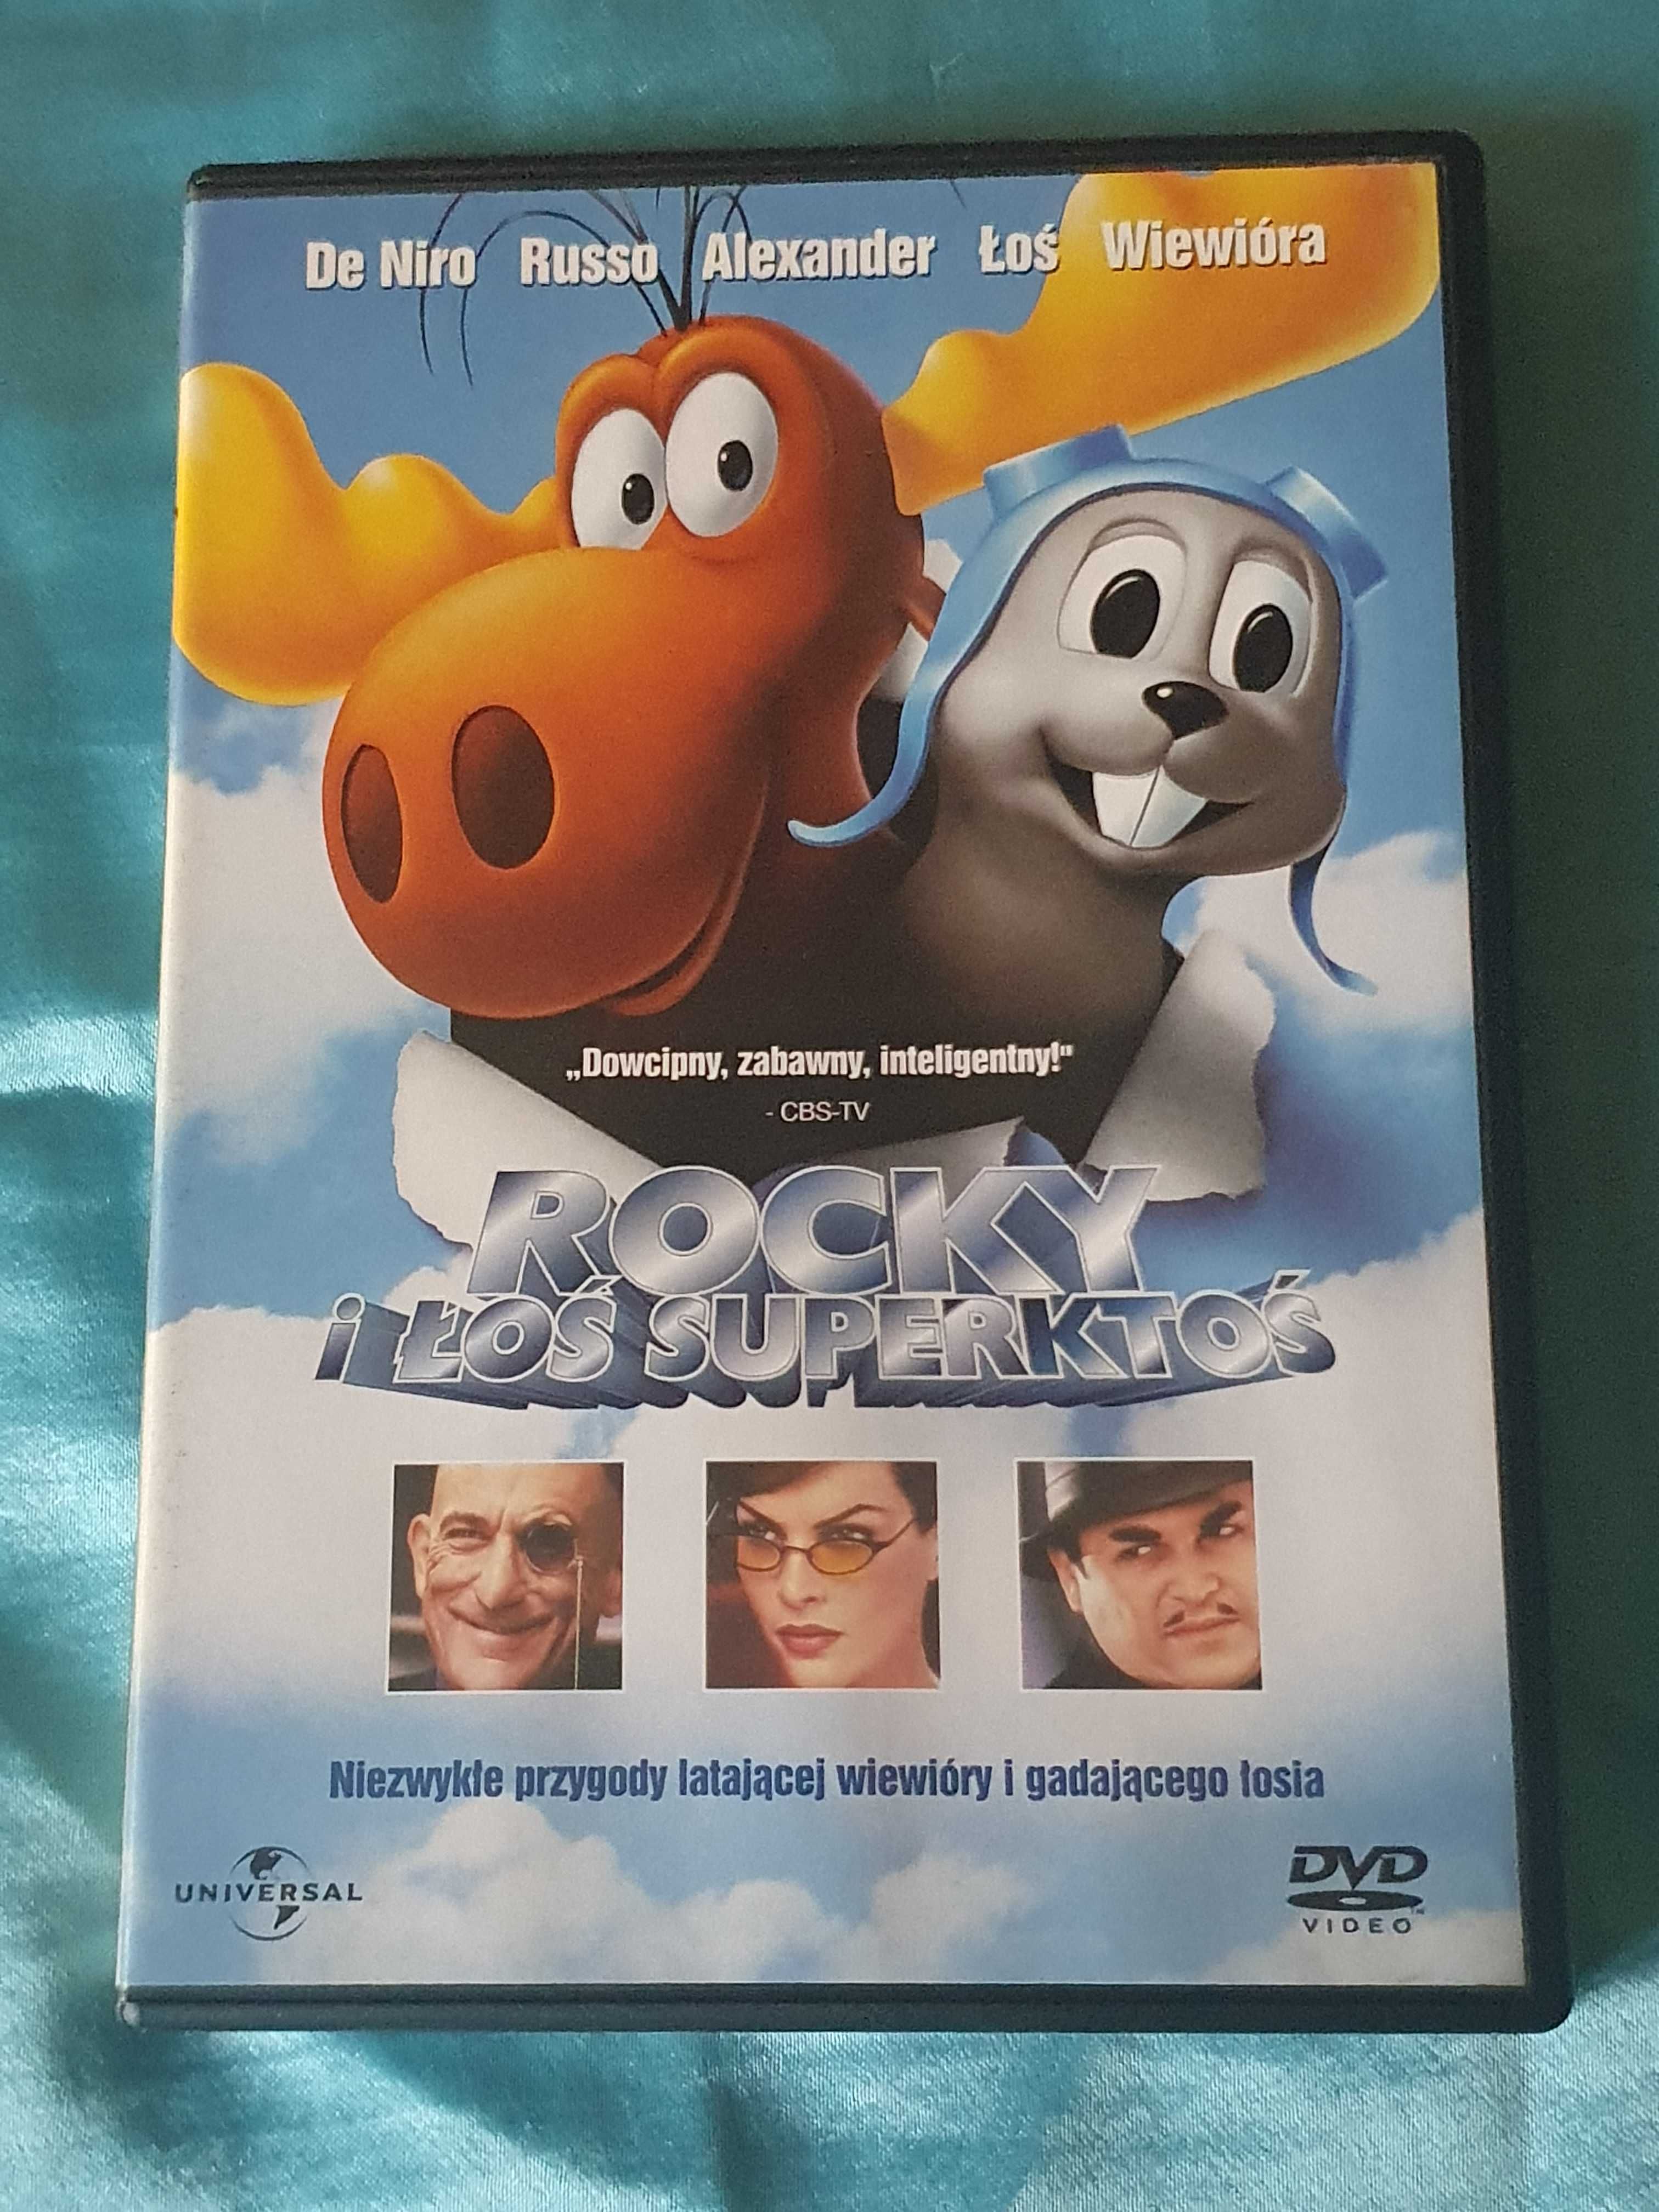 De Niro Russo Alexander Łoś Wiewióra
„Dowcipny, zabawny, inteligentny!"
- CBS-TV
ROCKY
i ŁOŚ SUPERKTOŚ
Niezwykłe przygody latającej wiewióry i gadającego łosia
UNIVERSAL
DVD
VIDEO™